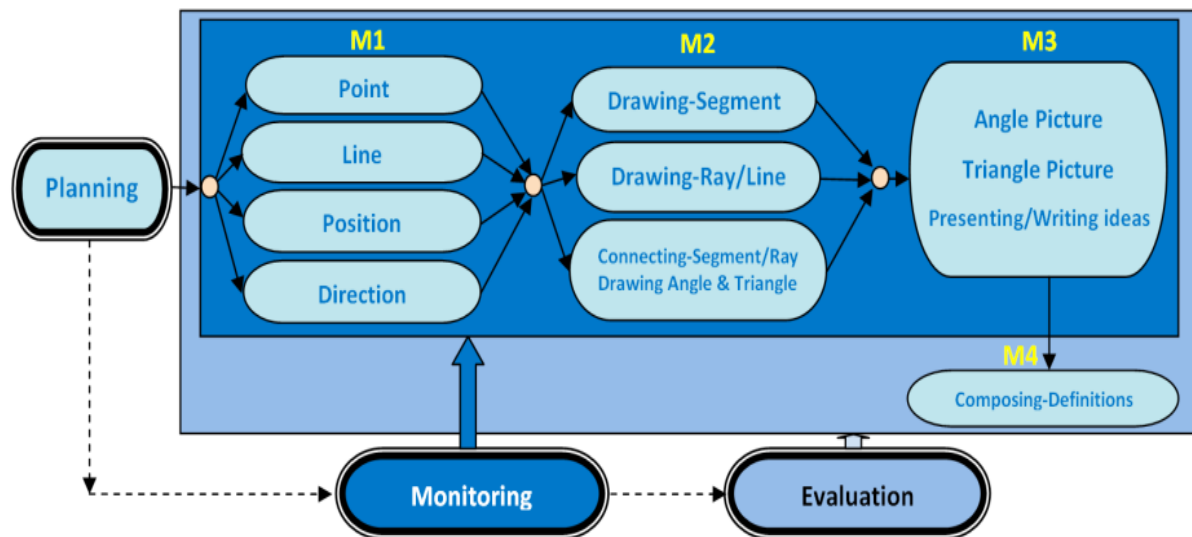 M1
M2
M3
Point
Line
Position
Direction
Drawing-Segment
Drawing-Ray/Line
Connecting-Segment/Ray
Drawing Angle & Triangle
Angle Picture
Triangle Picture
Presenting/Writing ideas
Planning
M4
Composing-Definitions
Monitoring
Evaluation